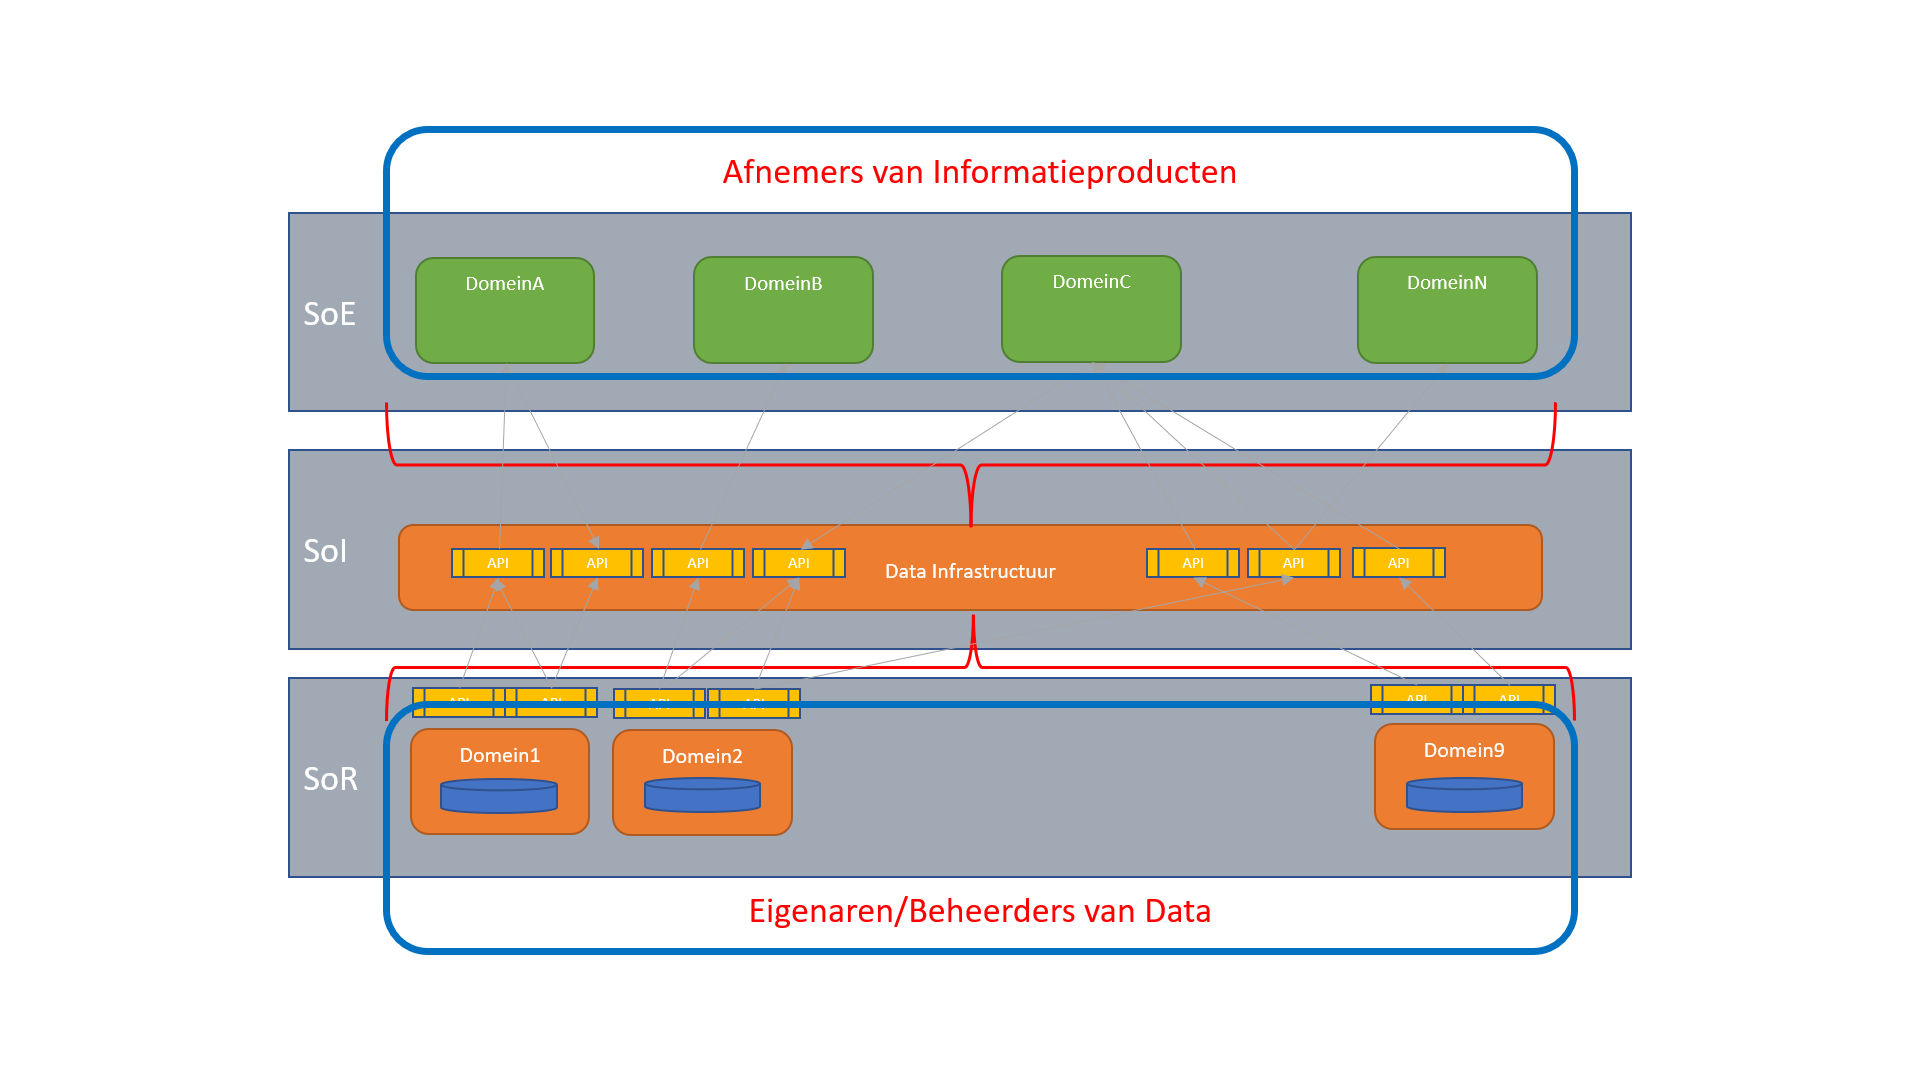 Afnemers van Informatieproducten
SoE
DomeinA
DomeinB
DomeinC
DomeinN
SoI
API
API
API
API
Data Infrastructuur
API
API
API
SoR
API
API
API
API
API
API
Domein1
Domein2
Domein9
Eigenaren/Beheerders van Data